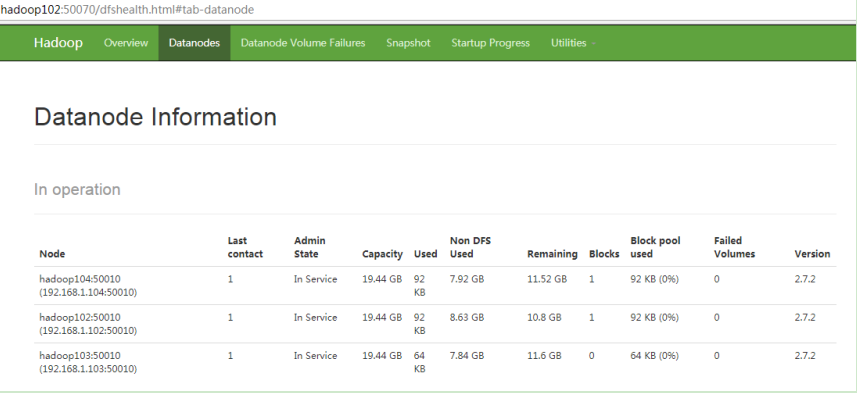 hadoop102:50070/dfshealth.html#tab-datanode
Hadoop Overview Datanodes Datanode Volume Failures Snapshot Startup Progress Utilities
Datanode Information
In operation
Node Last contact Admin State Capacity Used Non DFS Used Remaining Blocks Block pool used Failed Volumes Version
hadoop104:50010 1 In Service 19.44 GB 92 KB 7.92 GB 11.52 GB 1 92 KB (0%) 0 2.7.2
(192.168.1.104:50010)
hadoop102:50010 1 In Service 19.44 GB 92 KB 8.63 GB 10.8 GB 1 92 KB (0%) 0 2.7.2
(192.168.1.102:50010)
hadoop103:50010 1 In Service 19.44 GB 64 KB 7.84 GB 11.6 GB 0 64 KB (0%) 0 2.7.2
(192.168.1.103:50010)